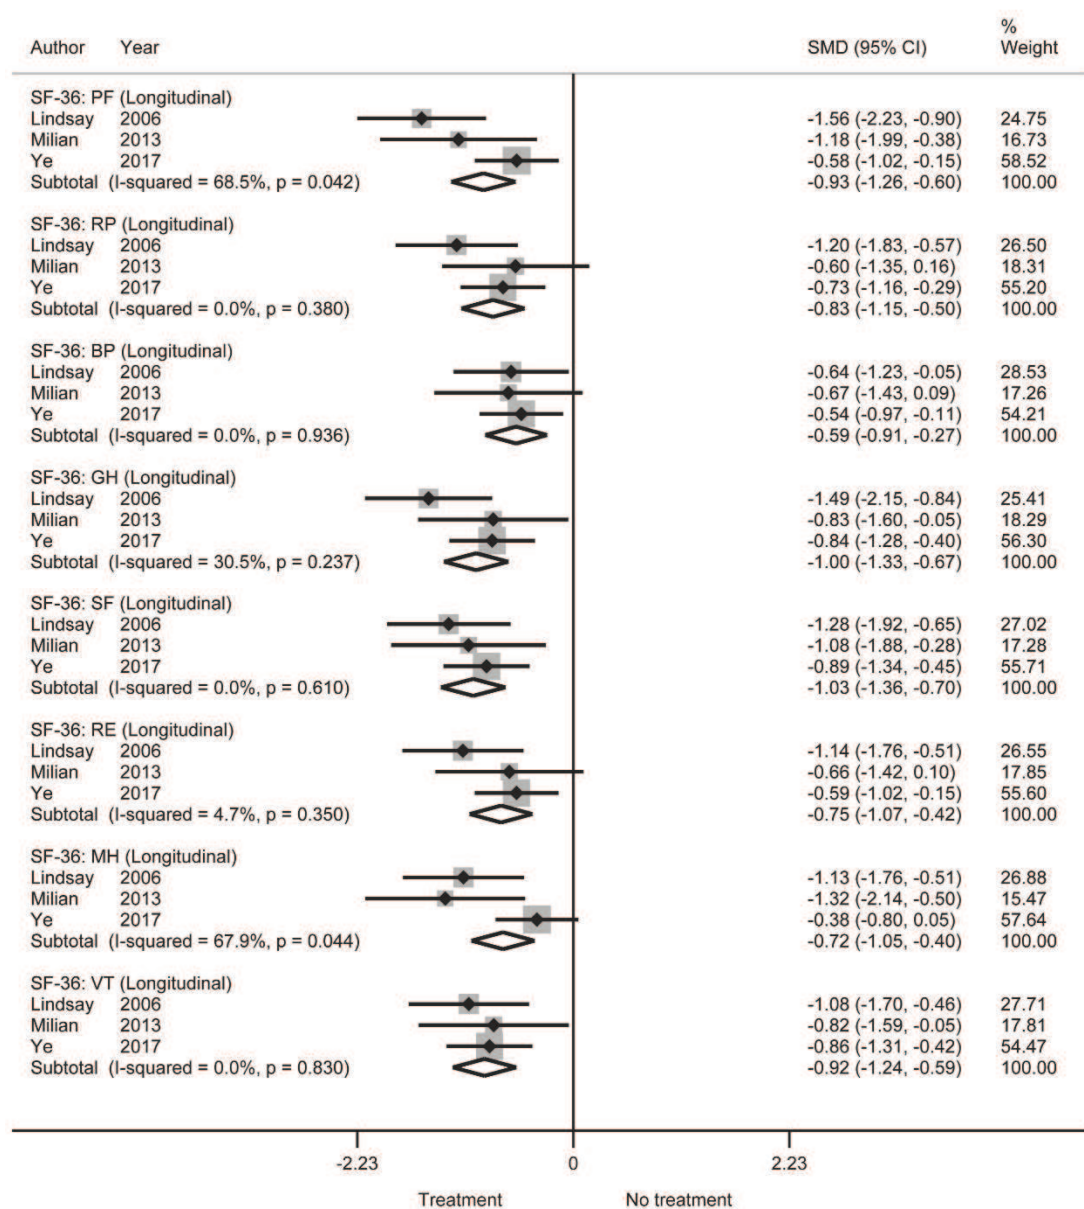 Author Year SMD (95% CI) % Weight
SF-36: PF (Longitudinal)
Lindsay 2006 -1.56 (-2.23, -0.90) 24.75
Milian 2013 -1.18 (-1.99, -0.38) 16.73
Ye 2017 -0.58 (-1.02, -0.15) 58.52
Subtotal (I-squared = 68.5%, p = 0.042) -0.93 (-1.26, -0.60) 100.00
SF-36: RP (Longitudinal)
Lindsay 2006 -1.20 (-1.83, -0.57) 26.50
Milian 2013 -0.60 (-1.35, 0.16) 18.31
Ye 2017 -0.73 (-1.16, -0.29) 55.20
Subtotal (I-squared = 0.0%, p = 0.380) -0.83 (-1.15, -0.50) 100.00
SF-36: BP (Longitudinal)
Lindsay 2006 -0.64 (-1.23, -0.05) 28.53
Milian 2013 -0.67 (-1.43, 0.09) 17.26
Ye 2017 -0.54 (-0.97, -0.11) 54.21
Subtotal (I-squared = 0.0%, p = 0.936) -0.59 (-0.91, -0.27) 100.00
SF-36: GH (Longitudinal)
Lindsay 2006 -1.49 (-2.15, -0.84) 25.41
Milian 2013 -0.83 (-1.60, -0.05) 18.29
Ye 2017 -0.84 (-1.28, -0.40) 56.30
Subtotal (I-squared = 30.5%, p = 0.237) -1.00 (-1.33, -0.67) 100.00
SF-36: SF (Longitudinal)
Lindsay 2006 -1.28 (-1.92, -0.65) 27.02
Milian 2013 -1.08 (-1.88, -0.28) 17.28
Ye 2017 -0.89 (-1.34, -0.45) 55.71
Subtotal (I-squared = 0.0%, p = 0.610) -1.03 (-1.36, -0.70) 100.00
SF-36: RE (Longitudinal)
Lindsay 2006 -1.14 (-1.76, -0.51) 26.55
Milian 2013 -0.66 (-1.42, 0.10) 17.85
Ye 2017 -0.59 (-1.02, -0.15) 55.60
Subtotal (I-squared = 4.7%, p = 0.350) -0.75 (-1.07, -0.42) 100.00
SF-36: MH (Longitudinal)
Lindsay 2006 -1.13 (-1.76, -0.51) 26.88
Milian 2013 -1.32 (-2.14, -0.50) 15.47
Ye 2017 -0.38 (-0.80, 0.05) 57.64
Subtotal (I-squared = 67.9%, p = 0.044) -0.72 (-1.05, -0.40) 100.00
SF-36: VT (Longitudinal)
Lindsay 2006 -1.08 (-1.70, -0.46) 27.71
Milian 2013 -0.82 (-1.59, -0.05) 17.81
Ye 2017 -0.86 (-1.31, -0.42) 54.47
Subtotal (I-squared = 0.0%, p = 0.830) -0.92 (-1.24, -0.59) 100.00
-2.23 0 2.23
Treatment No treatment